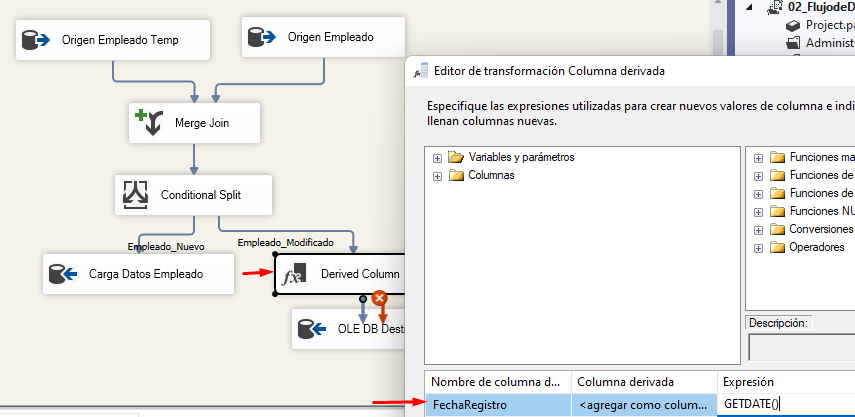 02_FlujodeD
Project.pa
Administ
Origen Empleado Temp
Origen Empleado
Merge Join
Conditional Split
Empleado_Nuevo
Empleado_Modificado
Carga Datos Empleado
fx
Derived Column
OLE DB Desti
Editor de transformación Columna derivada
Especifique las expresiones utilizadas para crear nuevos valores de columna e indi
llenan columnas nuevas.
Variables y parámetros
Columnas
Funciones ma
Funciones de
Funciones de
Funciones NU
Conversiones
Operadores
Descripción:
Nombre de columna d... Columna derivada Expresión
FechaRegistro <agregar como colum... GETDATE()